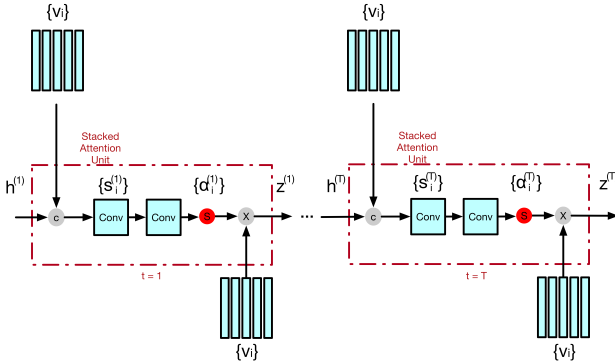 {vᵢ} {vᵢ}
Stacked
Attention
Unit
Stacked
Attention
Unit
h⁽¹⁾ {sᵢ⁽¹⁾} {αᵢ⁽¹⁾} z⁽¹⁾ h⁽ᵀ⁾ {sᵢ⁽ᵀ⁾} {αᵢ⁽ᵀ⁾} z⁽ᵀ⁾
c Conv Conv S X ... c Conv Conv S X
t = 1 t = T
{vᵢ} {vᵢ}